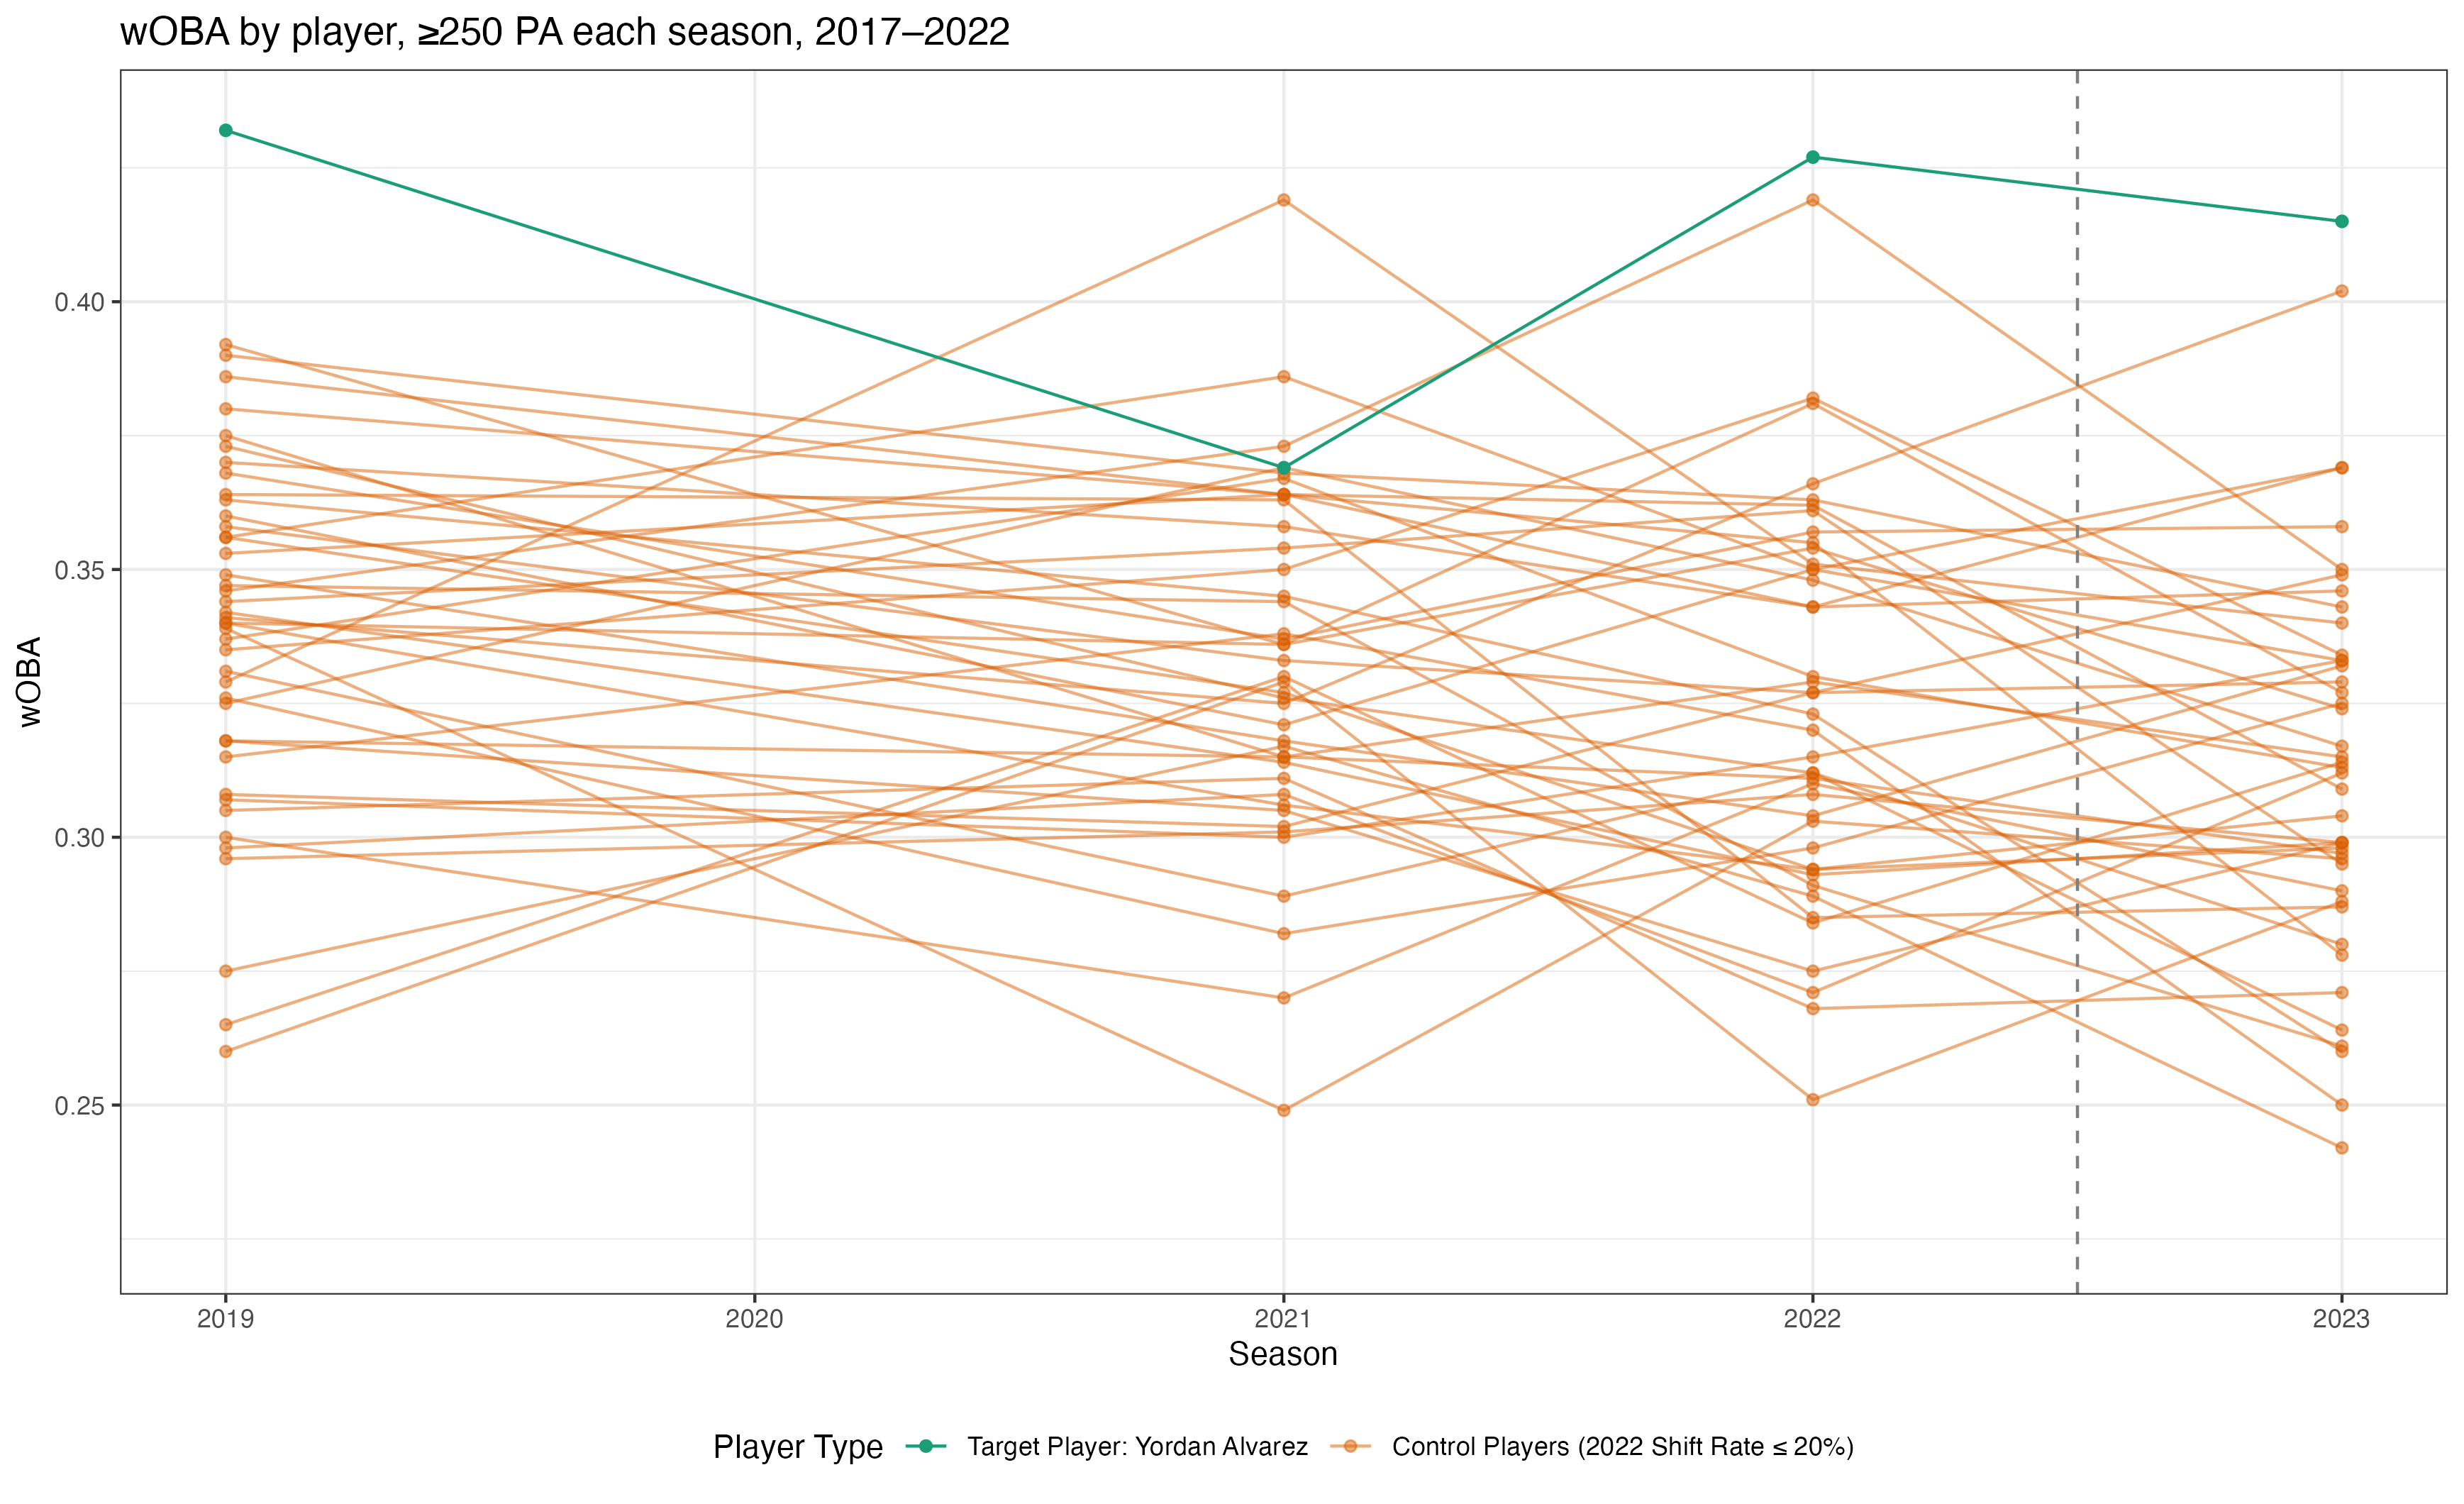 wOBA by player, ≥250 PA each season, 2017–2022
wOBA
0.40
0.35
0.30
0.25
2019 2020 2021 2022 2023
Season
Player Type Target Player: Yordan Alvarez Control Players (2022 Shift Rate ≤ 20%)